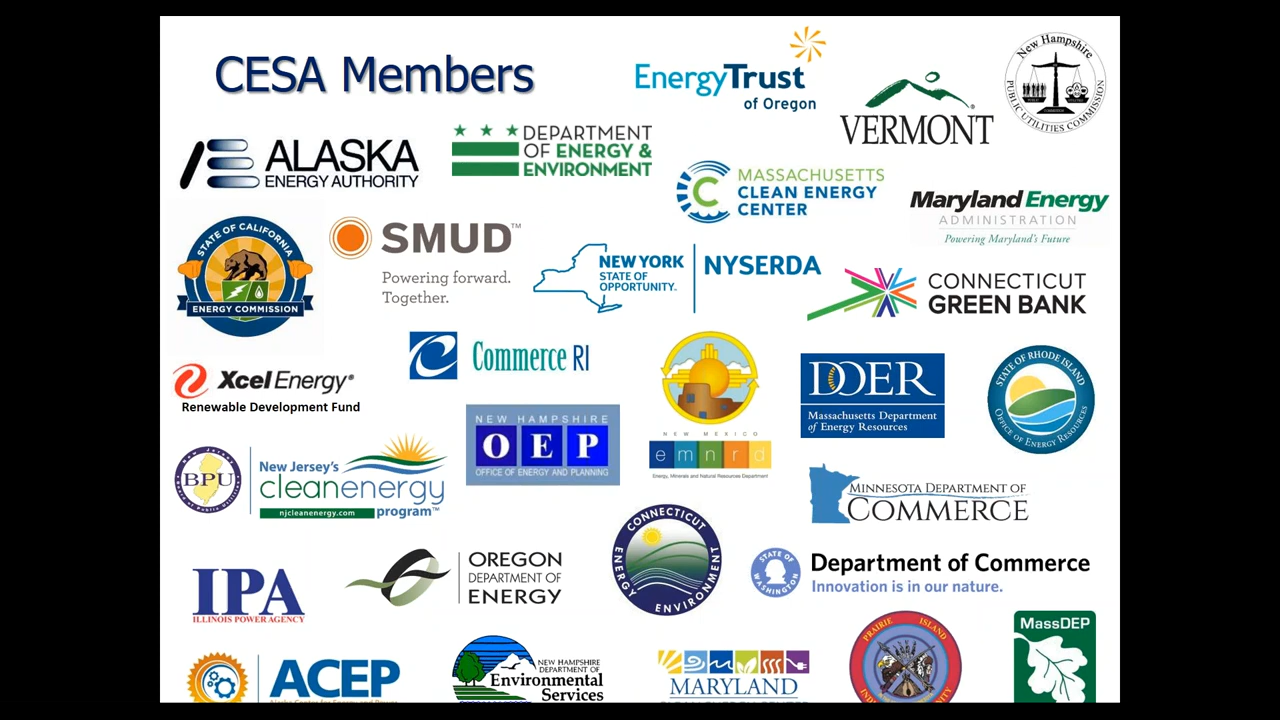 CESA Members
EnergyTrust
of Oregon
VERMONT
New Hampshire
PUBLIC UTILITIES COMMISSION
ALASKA
ENERGY AUTHORITY
DEPARTMENT
OF ENERGY &
ENVIRONMENT
MASSACHUSETTS
CLEAN ENERGY
CENTER
Maryland Energy
ADMINISTRATION
Powering Maryland's Future
STATE OF CALIFORNIA
ENERGY COMMISSION
SMUD™
Powering forward.
Together.
NEW YORK
STATE OF
OPPORTUNITY.
NYSERDA
CONNECTICUT
GREEN BANK
Xcel Energy®
Renewable Development Fund
Commerce RI
NEW MEXICO
emnrd
Energy, Minerals and Natural Resources Department
DOER
Massachusetts Department
of Energy Resources
STATE OF RHODE ISLAND
OFFICE OF ENERGY RESOURCES
NEW HAMPSHIRE
OEP
OFFICE OF ENERGY AND PLANNING
New Jersey
BPU
New Jersey's
cleanenergy
njcleanenergy.com
program™
MINNESOTA DEPARTMENT OF
COMMERCE
IPA
ILLINOIS POWER AGENCY
OREGON
DEPARTMENT OF
ENERGY
CONNECTICUT
ENERGY ENVIRONMENT
STATE OF
WASHINGTON
Department of Commerce
Innovation is in our nature.
ACEP
NEW HAMPSHIRE
DEPARTMENT OF
Environmental
Services
MARYLAND
PRAIRIE ISLAND
MassDEP